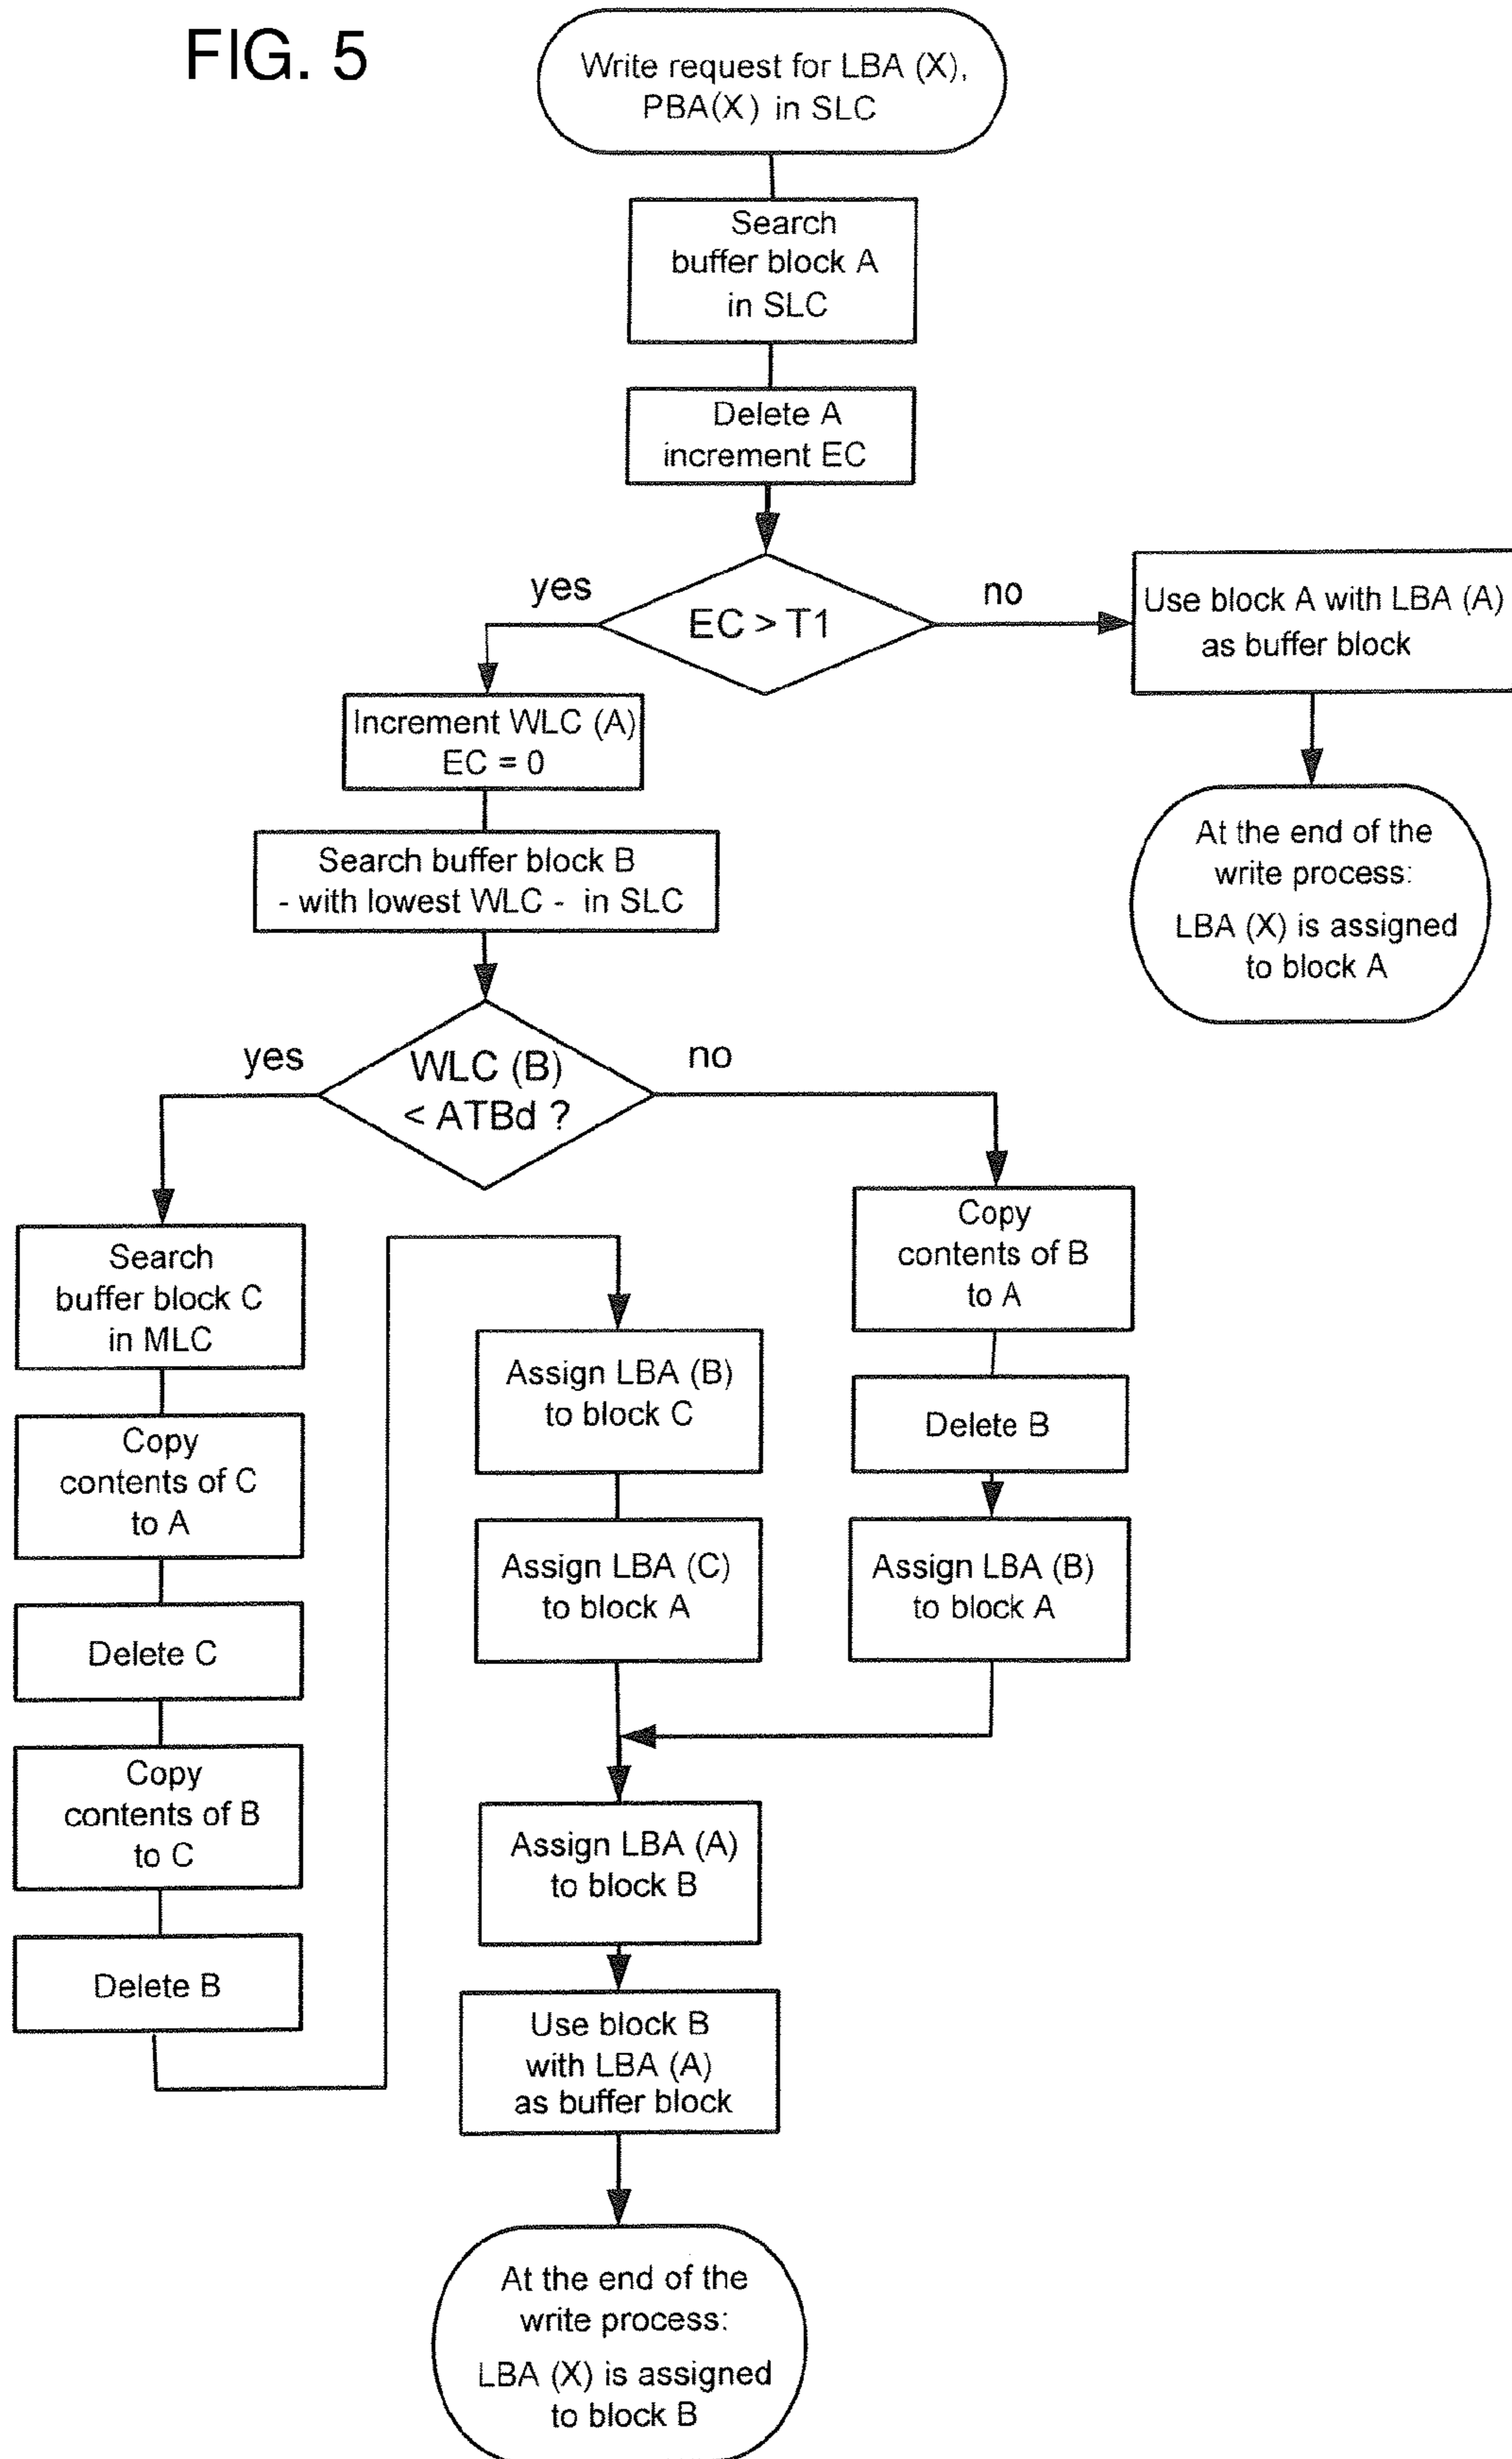 FIG. 5
Write request for LBA (X),
PBA(X) in SLC
Search
buffer block A
in SLC
Delete A
increment EC
yes
EC > T1
no
Use block A with LBA (A)
as buffer block
Increment WLC (A)
EC = 0
At the end of the
write process:
LBA (X) is assigned
to block A
Search buffer block B
- with lowest WLC - in SLC
yes
WLC (B)
< ATBd ?
no
Search
buffer block C
in MLC
Copy
contents of C
to A
Delete C
Copy
contents of B
to C
Delete B
Assign LBA (B)
to block C
Assign LBA (C)
to block A
Copy
contents of B
to A
Delete B
Assign LBA (B)
to block A
Assign LBA (A)
to block B
Use block B
with LBA (A)
as buffer block
At the end of the
write process:
LBA (X) is assigned
to block B